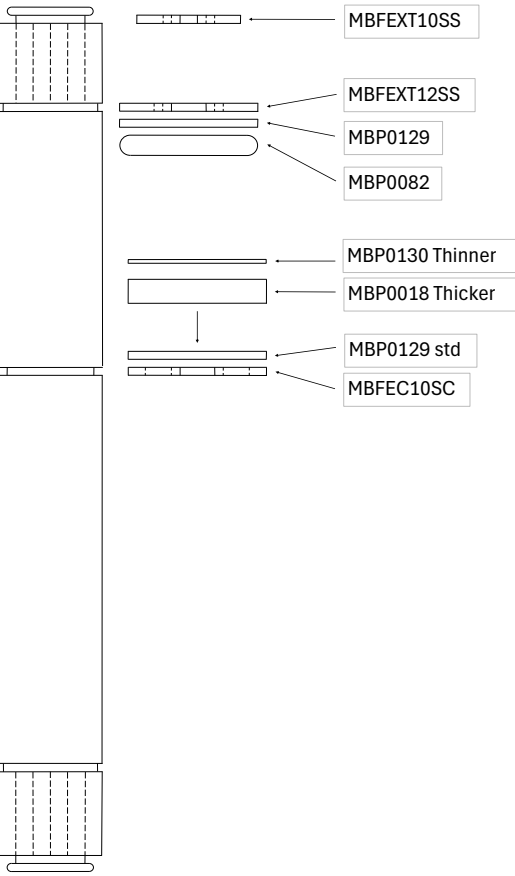 MBFEXT10SS
MBFEXT12SS
MBP0129
MBP0082
MBP0130 Thinner
MBP0018 Thicker
MBP0129 std
MBFEC10SC